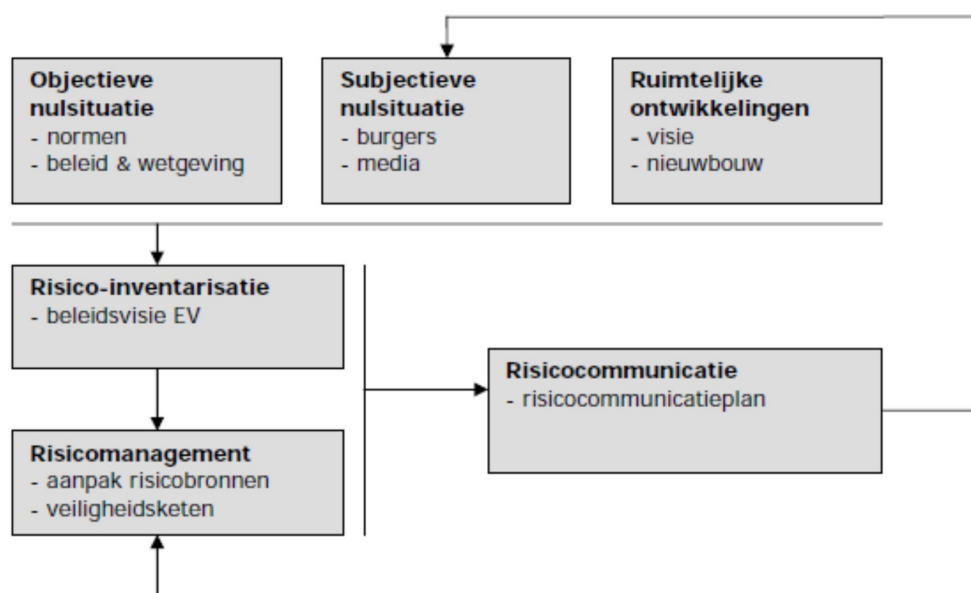 Objectieve
nulsituatie
- normen
- beleid & wetgeving
Subjectieve
nulsituatie
- burgers
- media
Ruimtelijke
ontwikkelingen
- visie
- nieuwbouw
Risico-inventarisatie
- beleidsvisie EV
Risicomanagement
- aanpak risicobronnen
- veiligheidsketen
Risicocommunicatie
- risicocommunicatieplan